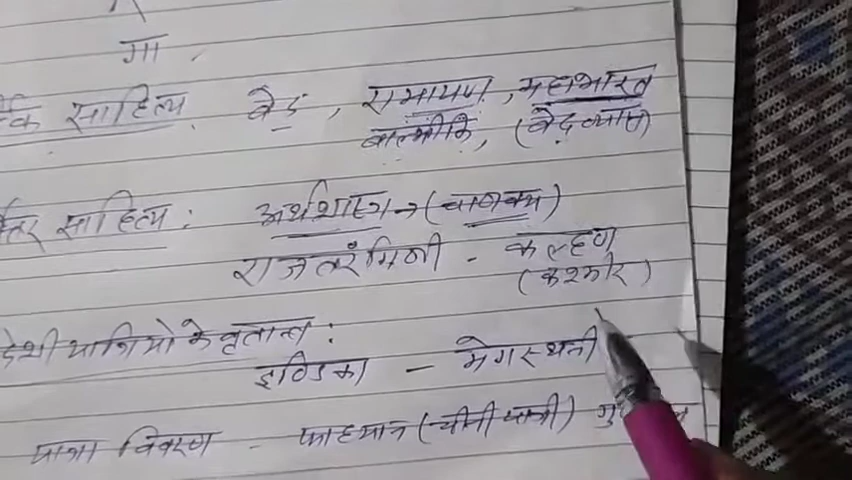 गा
साहित्य वेद, रामायण, महाभारत
बाल्मीकि, (वेदव्यास)
साहित्य : अर्थशास्त्र → (चाणक्य)
राजतरंगिणी - कल्हण
(कश्मीर)
देशी यात्रियो के वृतान्त :
इण्डिका - मेगस्थनी
यात्रा विवरण - फाह्यान (चीनी यात्री)